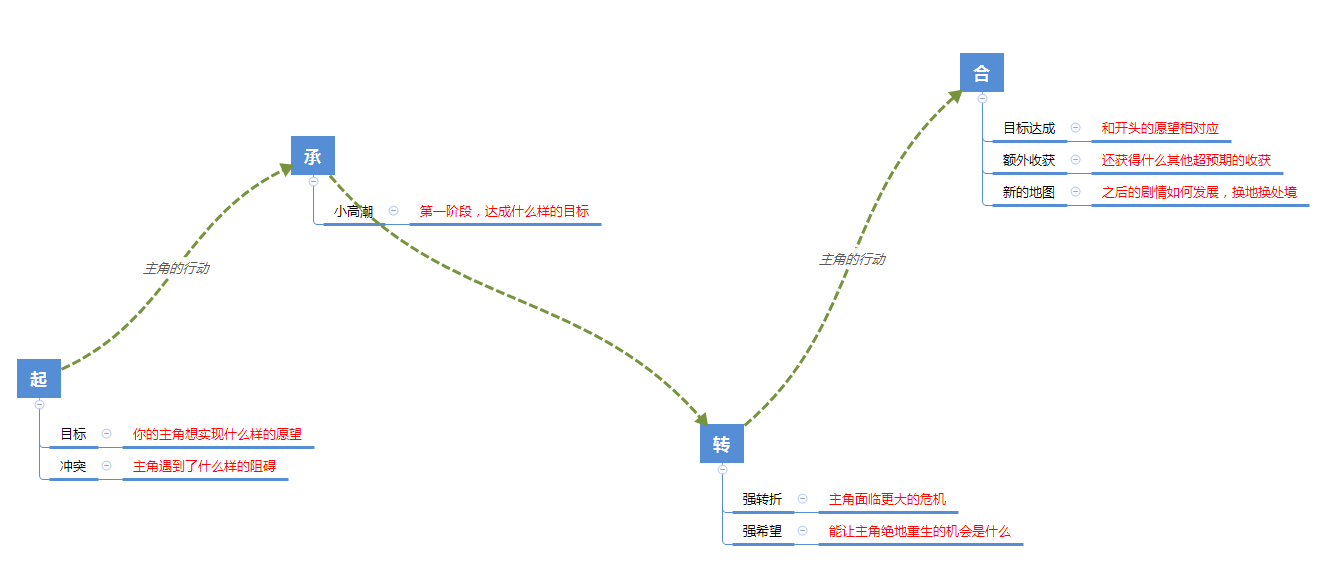 合
目标达成
和开头的愿望相对应
额外收获
还获得什么其他超预期的收获
新的地图
之后的剧情如何发展，换地换处境
承
小高潮
第一阶段，达成什么样的目标
主角的行动
主角的行动
起
目标
你的主角想实现什么样的愿望
冲突
主角遇到了什么样的阻碍
转
强转折
主角面临更大的危机
强希望
能让主角绝地重生的机会是什么